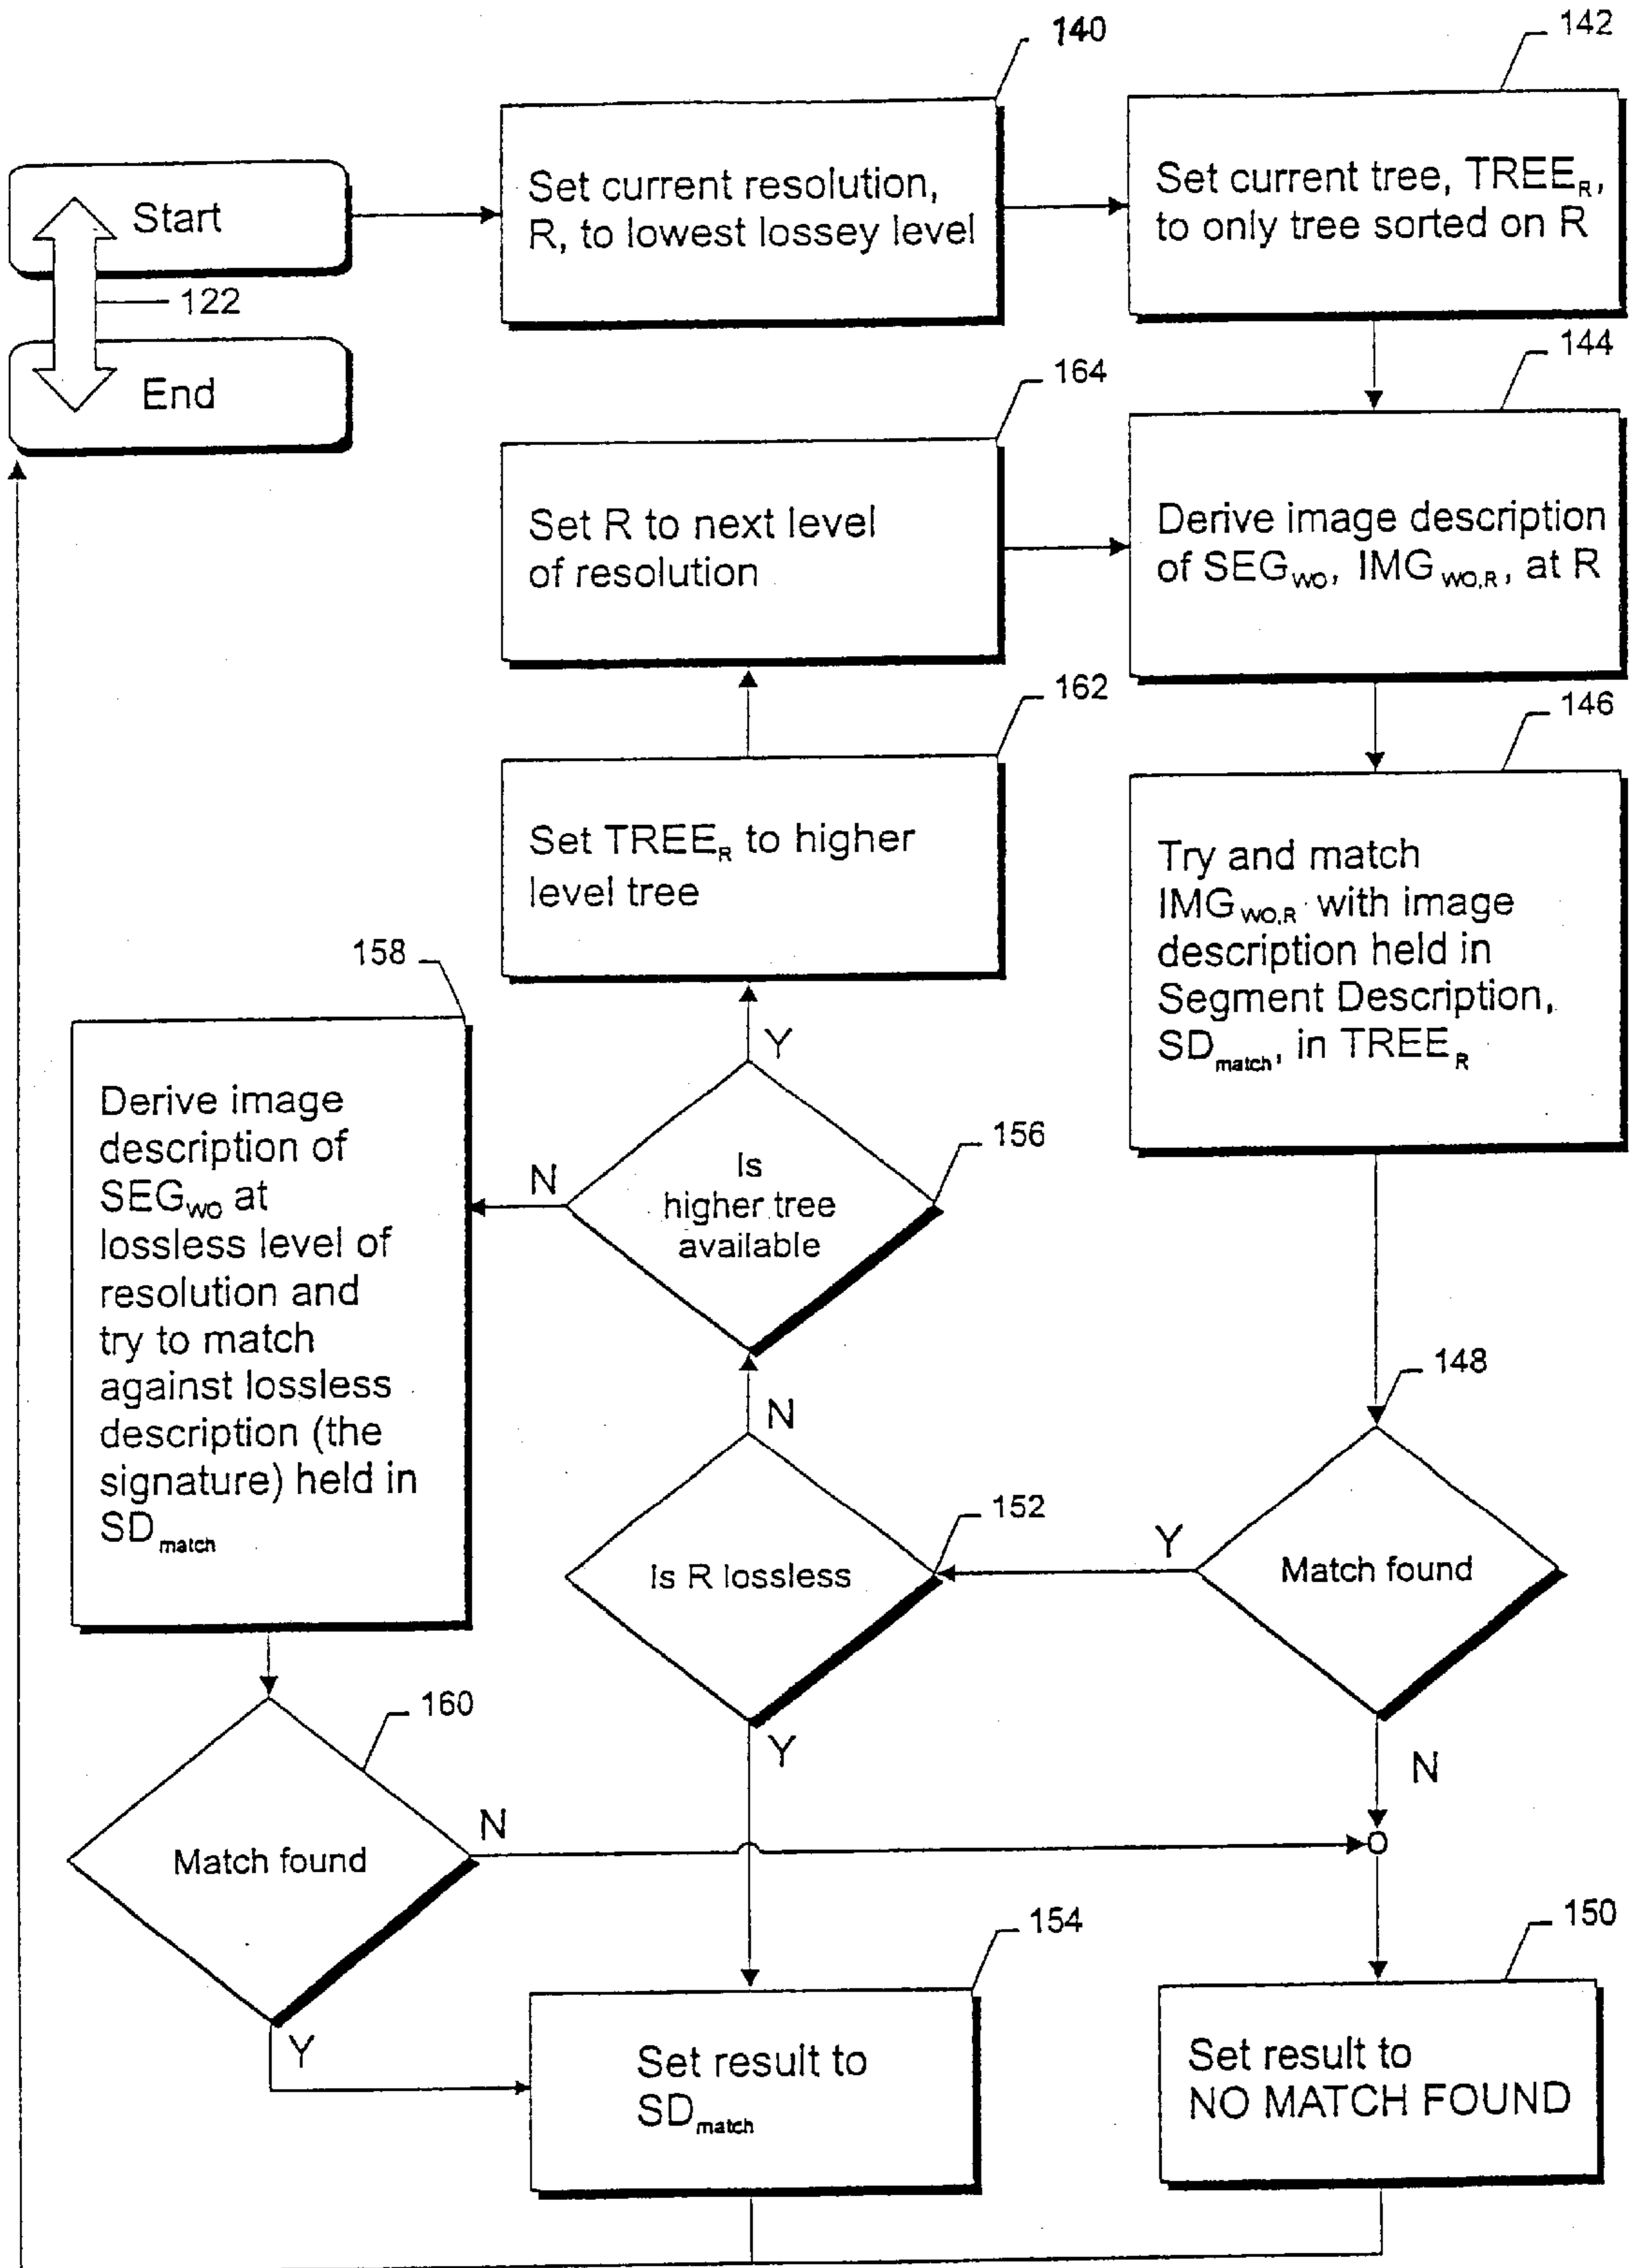 140
142
Start
Set current resolution,
R, to lowest lossey level
Set current tree, TREE_R,
to only tree sorted on R
122
End
164
144
Set R to next level
of resolution
Derive image description
of SEG_WO, IMG_WO,R, at R
162
146
Set TREE_R to higher
level tree
Try and match
IMG_WO,R with image
description held in
Segment Description,
SD_match, in TREE_R
158
Y
Derive image
description of
SEG_WO at
lossless level of
resolution and
try to match
against lossless
description (the
signature) held in
SD_match
N
156
Is
higher tree
available
148
N
152
Y
Is R lossless
Match found
160
Y
N
N
Match found
154
150
Y
Set result to
SD_match
Set result to
NO MATCH FOUND